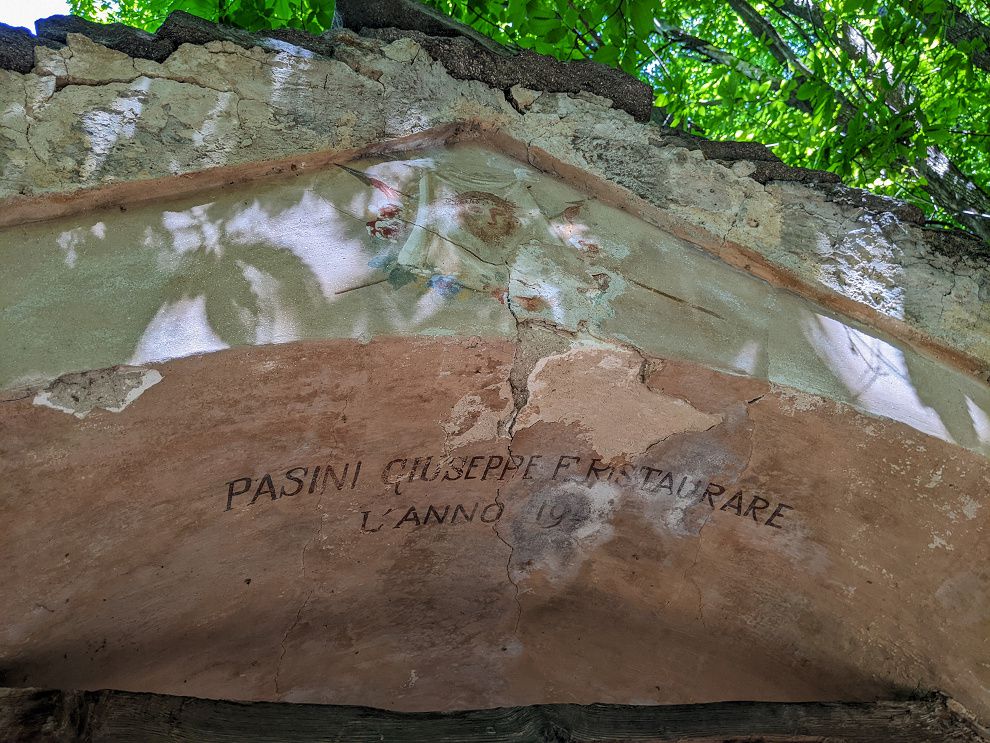 PASINI GIUSEPPE F. RISTAURARE
L'ANNO